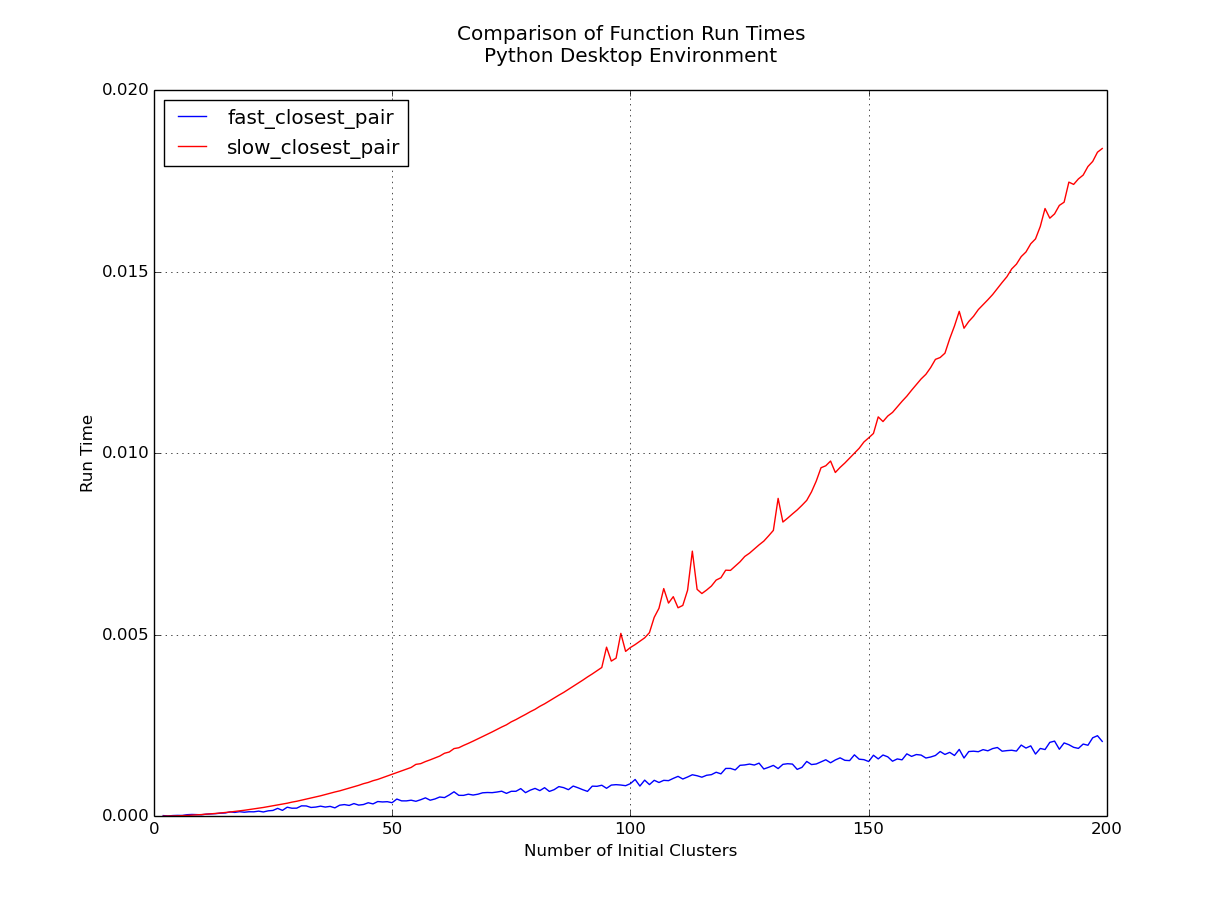 Comparison of Function Run Times
Python Desktop Environment
0.020
fast_closest_pair
slow_closest_pair
0.015
0.010
Run Time
0.005
0.000
0 50 100 150 200
Number of Initial Clusters